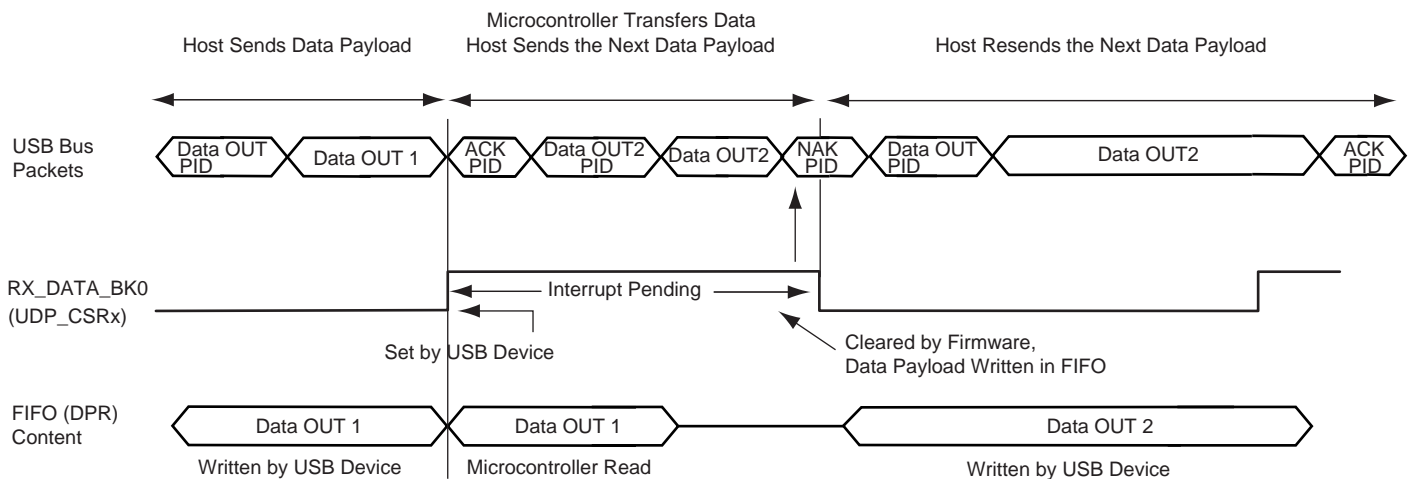 Microcontroller Transfers Data
Host Sends Data Payload
Host Sends the Next Data Payload
Host Resends the Next Data Payload
USB Bus
Packets
Data OUT
PID
Data OUT 1
ACK
PID
Data OUT2
PID
Data OUT2
NAK
PID
Data OUT
PID
Data OUT2
ACK
PID
RX_DATA_BK0
(UDP_CSRx)
Interrupt Pending
Set by USB Device
Cleared by Firmware,
Data Payload Written in FIFO
FIFO (DPR)
Content
Data OUT 1
Data OUT 1
Data OUT 2
Written by USB Device
Microcontroller Read
Written by USB Device